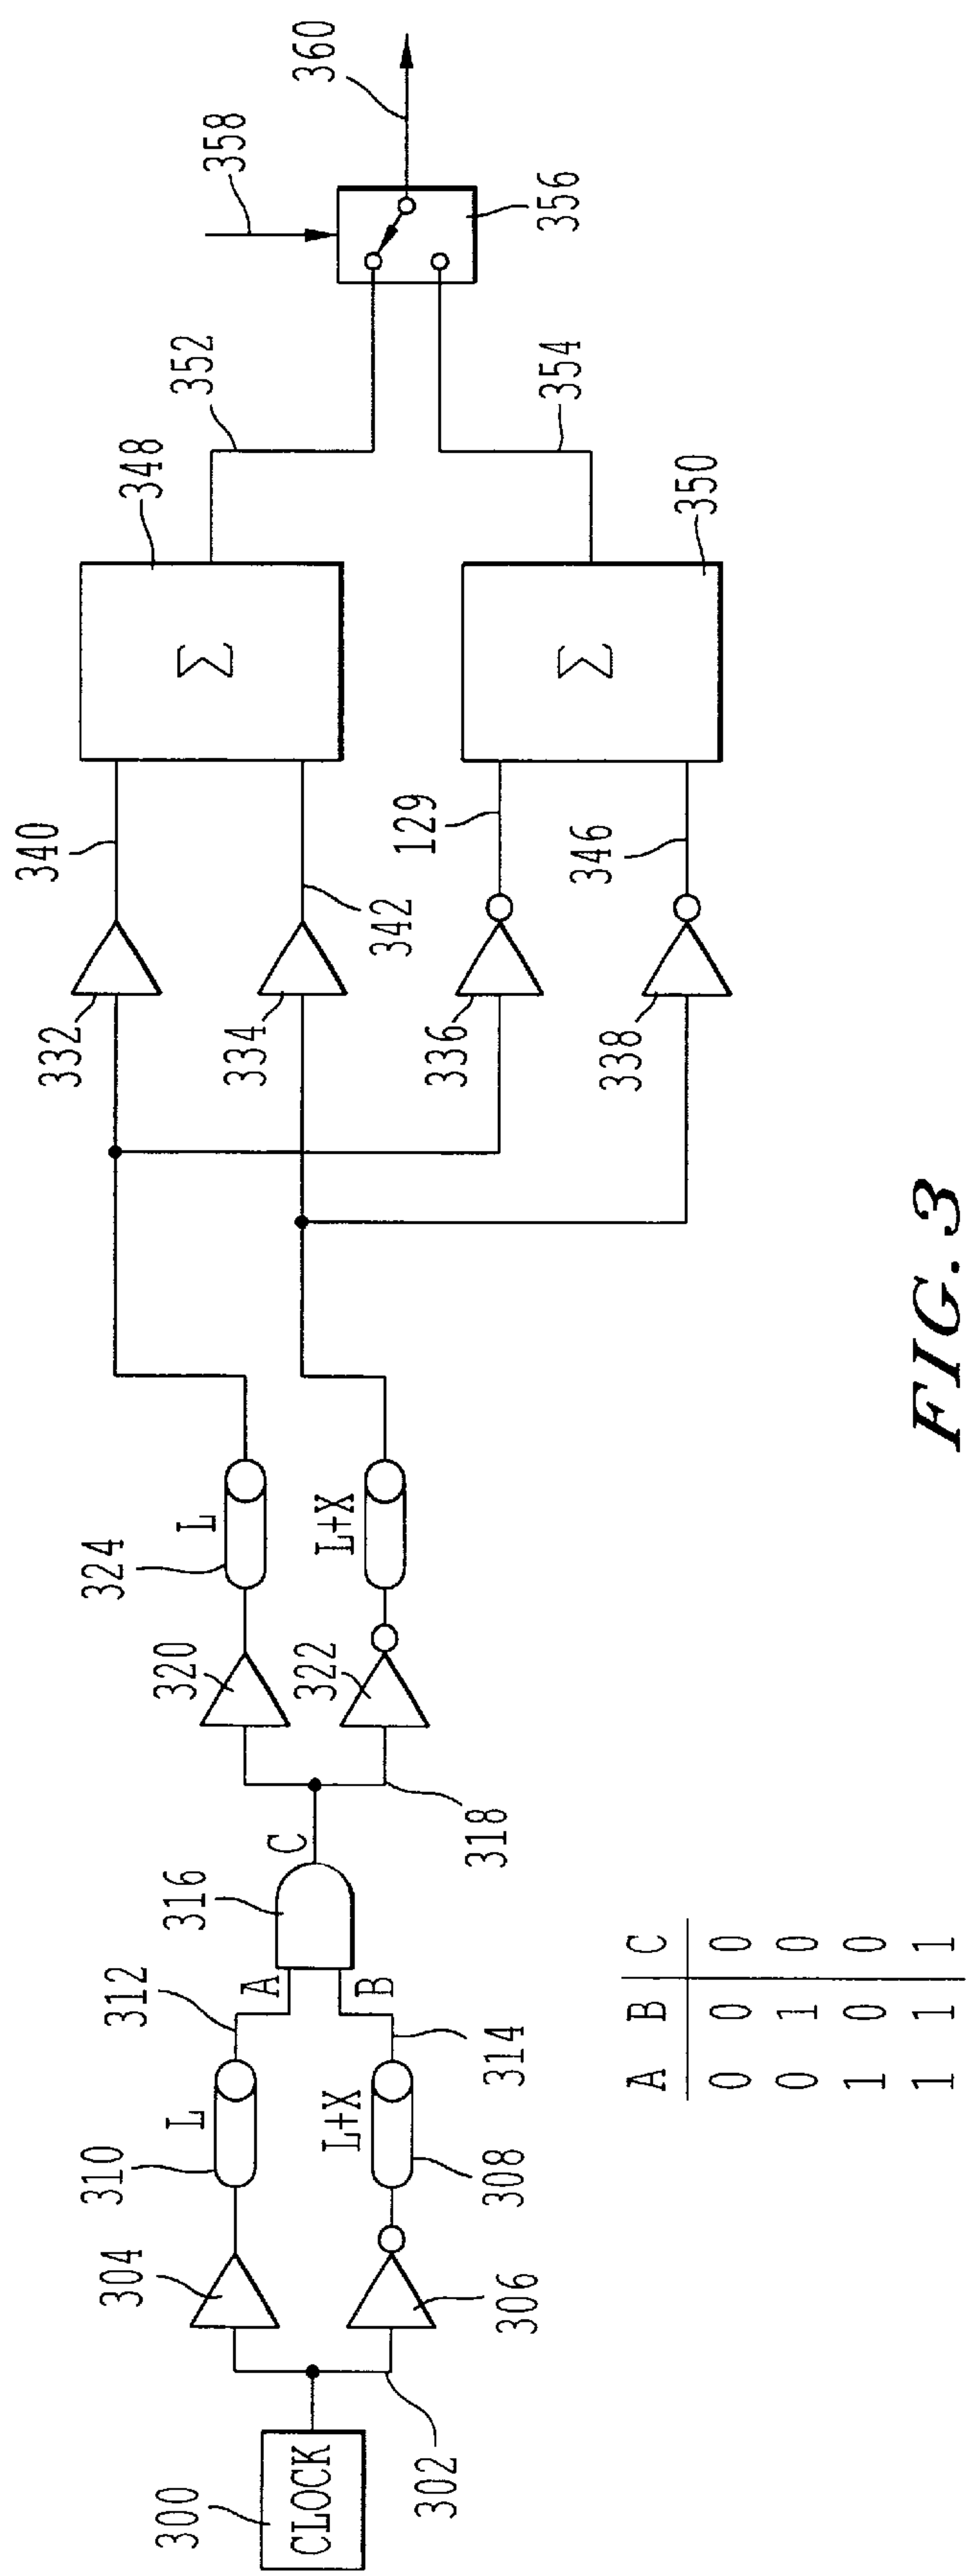 300
CLOCK
302
304
306
310
L
L+X
308
312
314
A
B
316
C
318
320
322
324
L
L+X
332
334
336
338
340
342
129
346
348
Σ
350
Σ
352
354
356
358
360
A B C
0 0 0
0 1 0
1 0 0
1 1 1
FIG. 3